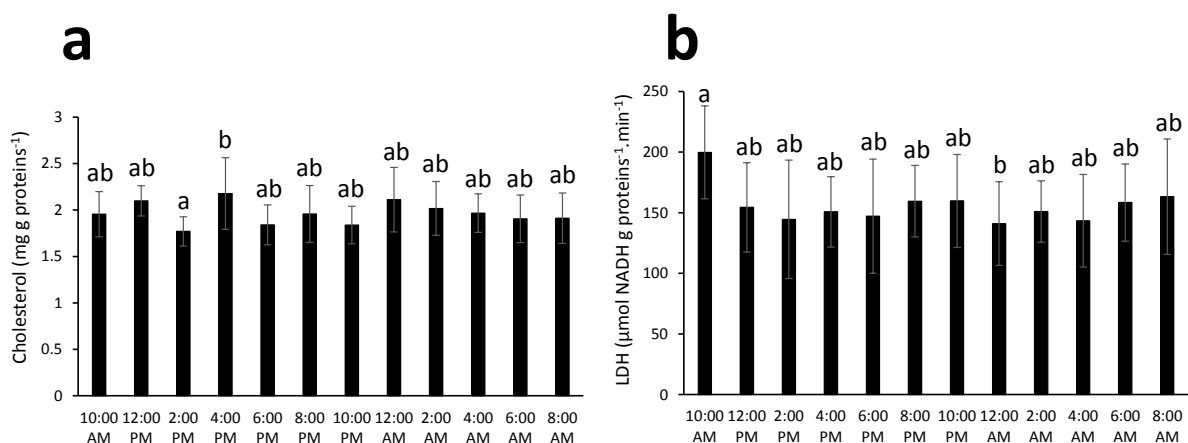 a
Cholesterol (mg g proteins⁻¹)
3
2.5
2
1.5
1
0.5
0
ab ab a b ab ab ab ab ab ab ab ab
10:00 12:00 2:00 4:00 6:00 8:00 10:00 12:00 2:00 4:00 6:00 8:00
AM PM PM PM PM PM PM AM AM AM AM AM
b
LDH (µmol NADH g proteins⁻¹.min⁻¹)
250
200
150
100
50
0
a ab ab ab ab ab ab b ab ab ab ab
10:00 12:00 2:00 4:00 6:00 8:00 10:00 12:00 2:00 4:00 6:00 8:00
AM PM PM PM PM PM PM AM AM AM AM AM